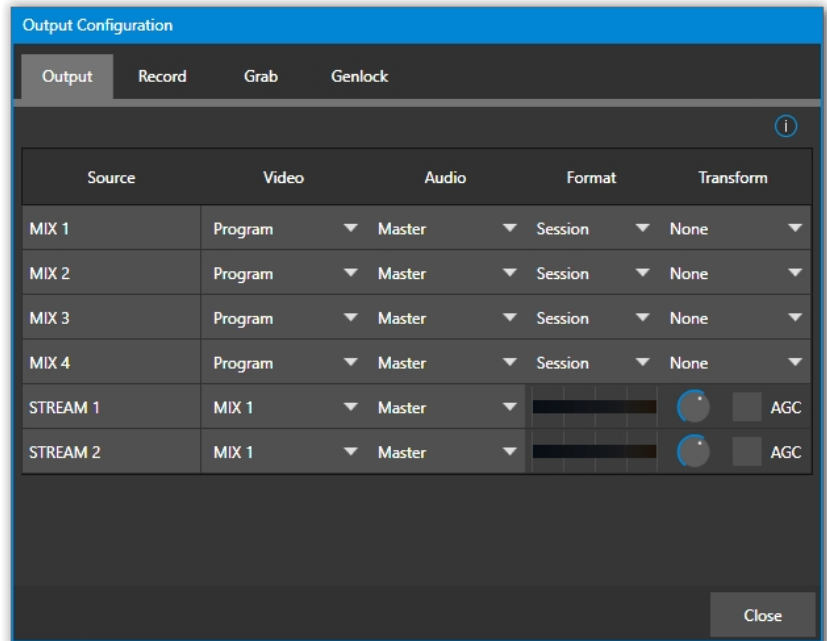 Output Configuration
Output Record Grab Genlock
i
Source Video Audio Format Transform
MIX 1 Program Master Session None
MIX 2 Program Master Session None
MIX 3 Program Master Session None
MIX 4 Program Master Session None
STREAM 1 MIX 1 Master AGC
STREAM 2 MIX 1 Master AGC
Close